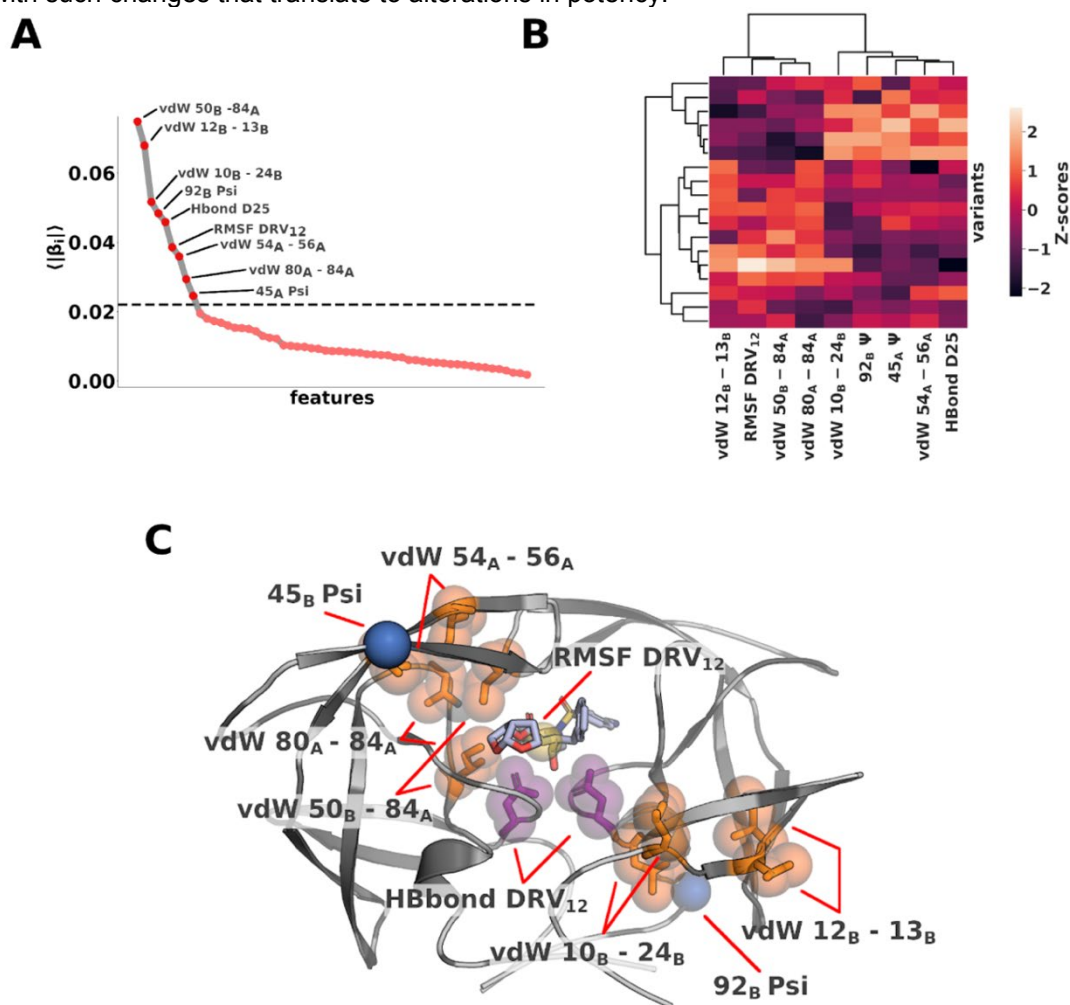 with such changes that translate to alterations in potency.
A
B
vdW 50B -84A
vdW 12B - 13B
vdW 10B - 24B
92B Psi
Hbond D25
RMSF DRV12
vdW 54A - 56A
vdW 80A - 84A
45A Psi
0.06
0.04
0.02
0.00
⟨|βi|⟩
features
variants
2
1
0
−1
−2
Z-scores
vdW 12B − 13B
RMSF DRV12
vdW 50B − 84A
vdW 80A − 84A
vdW 10B − 24B
92B Ψ
45A Ψ
vdW 54A − 56A
HBond D25
C
vdW 54A - 56A
45B Psi
RMSF DRV12
vdW 80A - 84A
vdW 50B - 84A
HBbond DRV12
vdW 10B - 24B
vdW 12B - 13B
92B Psi